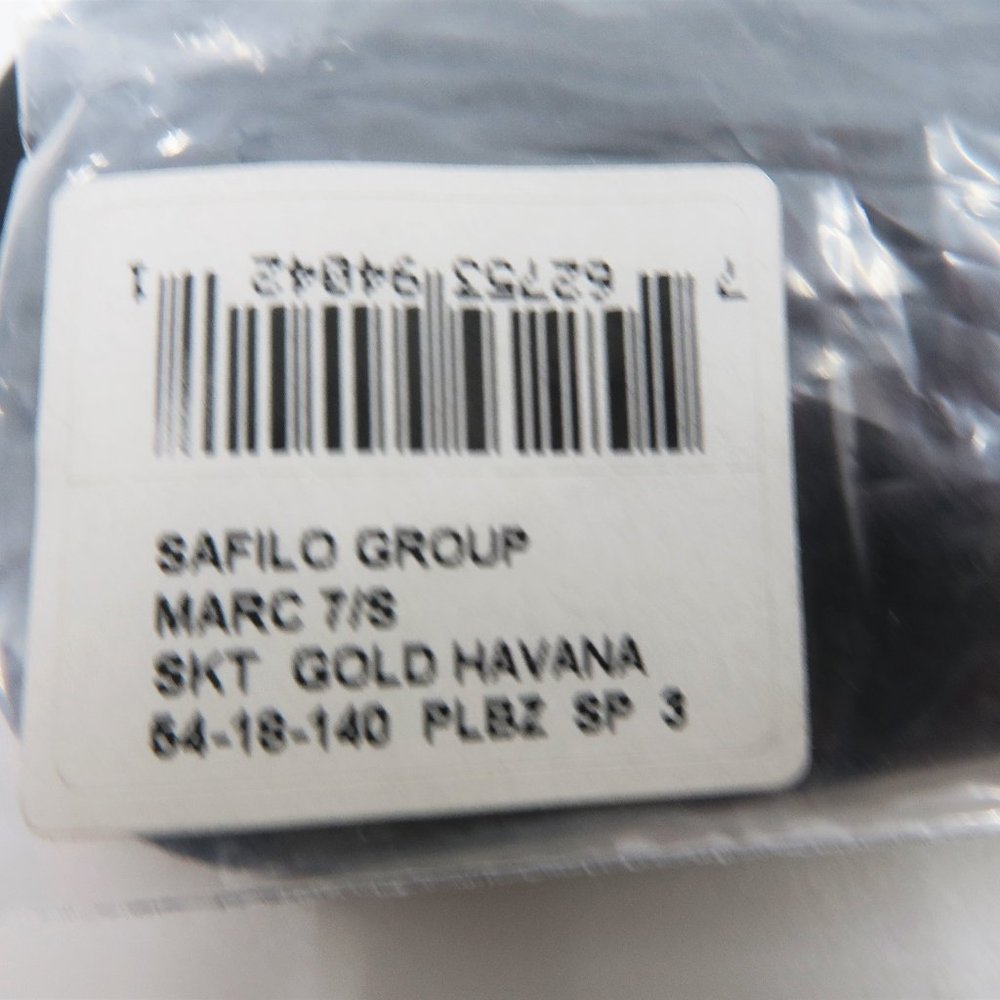 7 62753 94042 1
SAFILO GROUP
MARC 7/S
SKT GOLD HAVANA
54-18-140 PLBZ SP 3